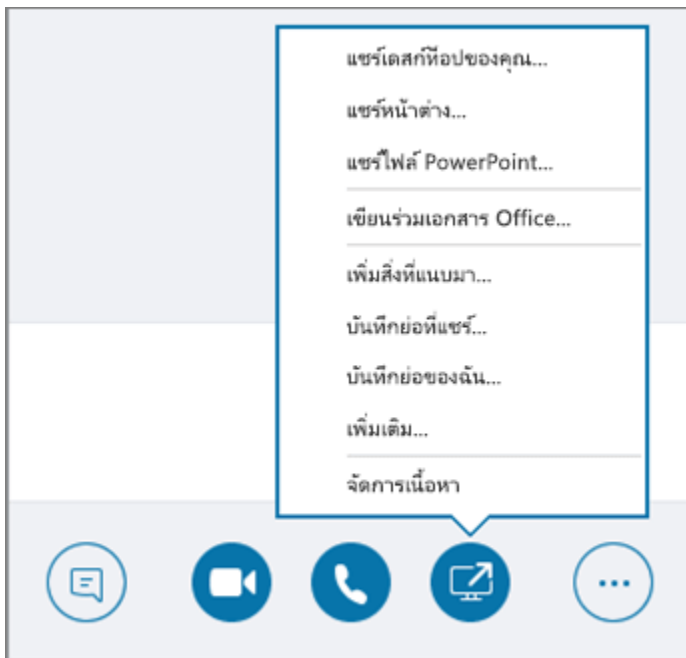 แชร์เดสก์ท็อปของคุณ...
แชร์หน้าต่าง...
แชร์ไฟล์ PowerPoint...
เขียนร่วมเอกสาร Office...
เพิ่มสิ่งที่แนบมา...
บันทึกย่อที่แชร์...
บันทึกย่อของฉัน...
เพิ่มเติม...
จัดการเนื้อหา